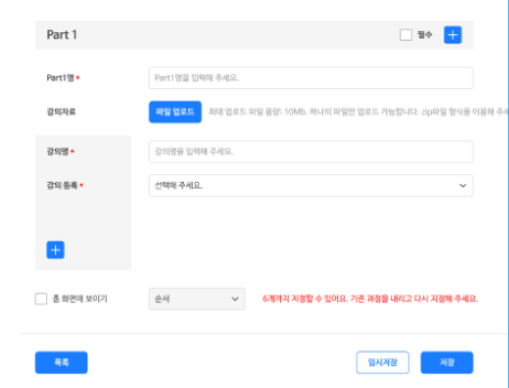 Part 1
필수
Part1명
Part1명을 입력해 주세요.
강의자료
파일 업로드 최대 업로드 파일 용량: 10Mb. 하나의 파일만 업로드 가능합니다. zip파일 형식을 이용해 주세
강의명
강의명을 입력해 주세요.
강의 등록
선택해 주세요.
홈 화면에 보이기
순서
6개까지 지정할 수 있어요. 기존 과정을 내리고 다시 지정해 주세요.
목록
임시저장
저장